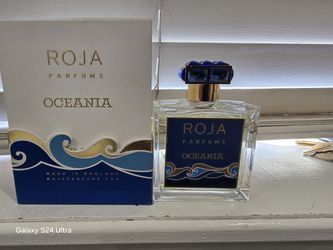 ROJA
PARFUMS
OCEANIA
MADE IN ENGLAND
ROJAPARFUMS.COM
ROJA
PARFUMS
OCEANIA
Galaxy S24 Ultra